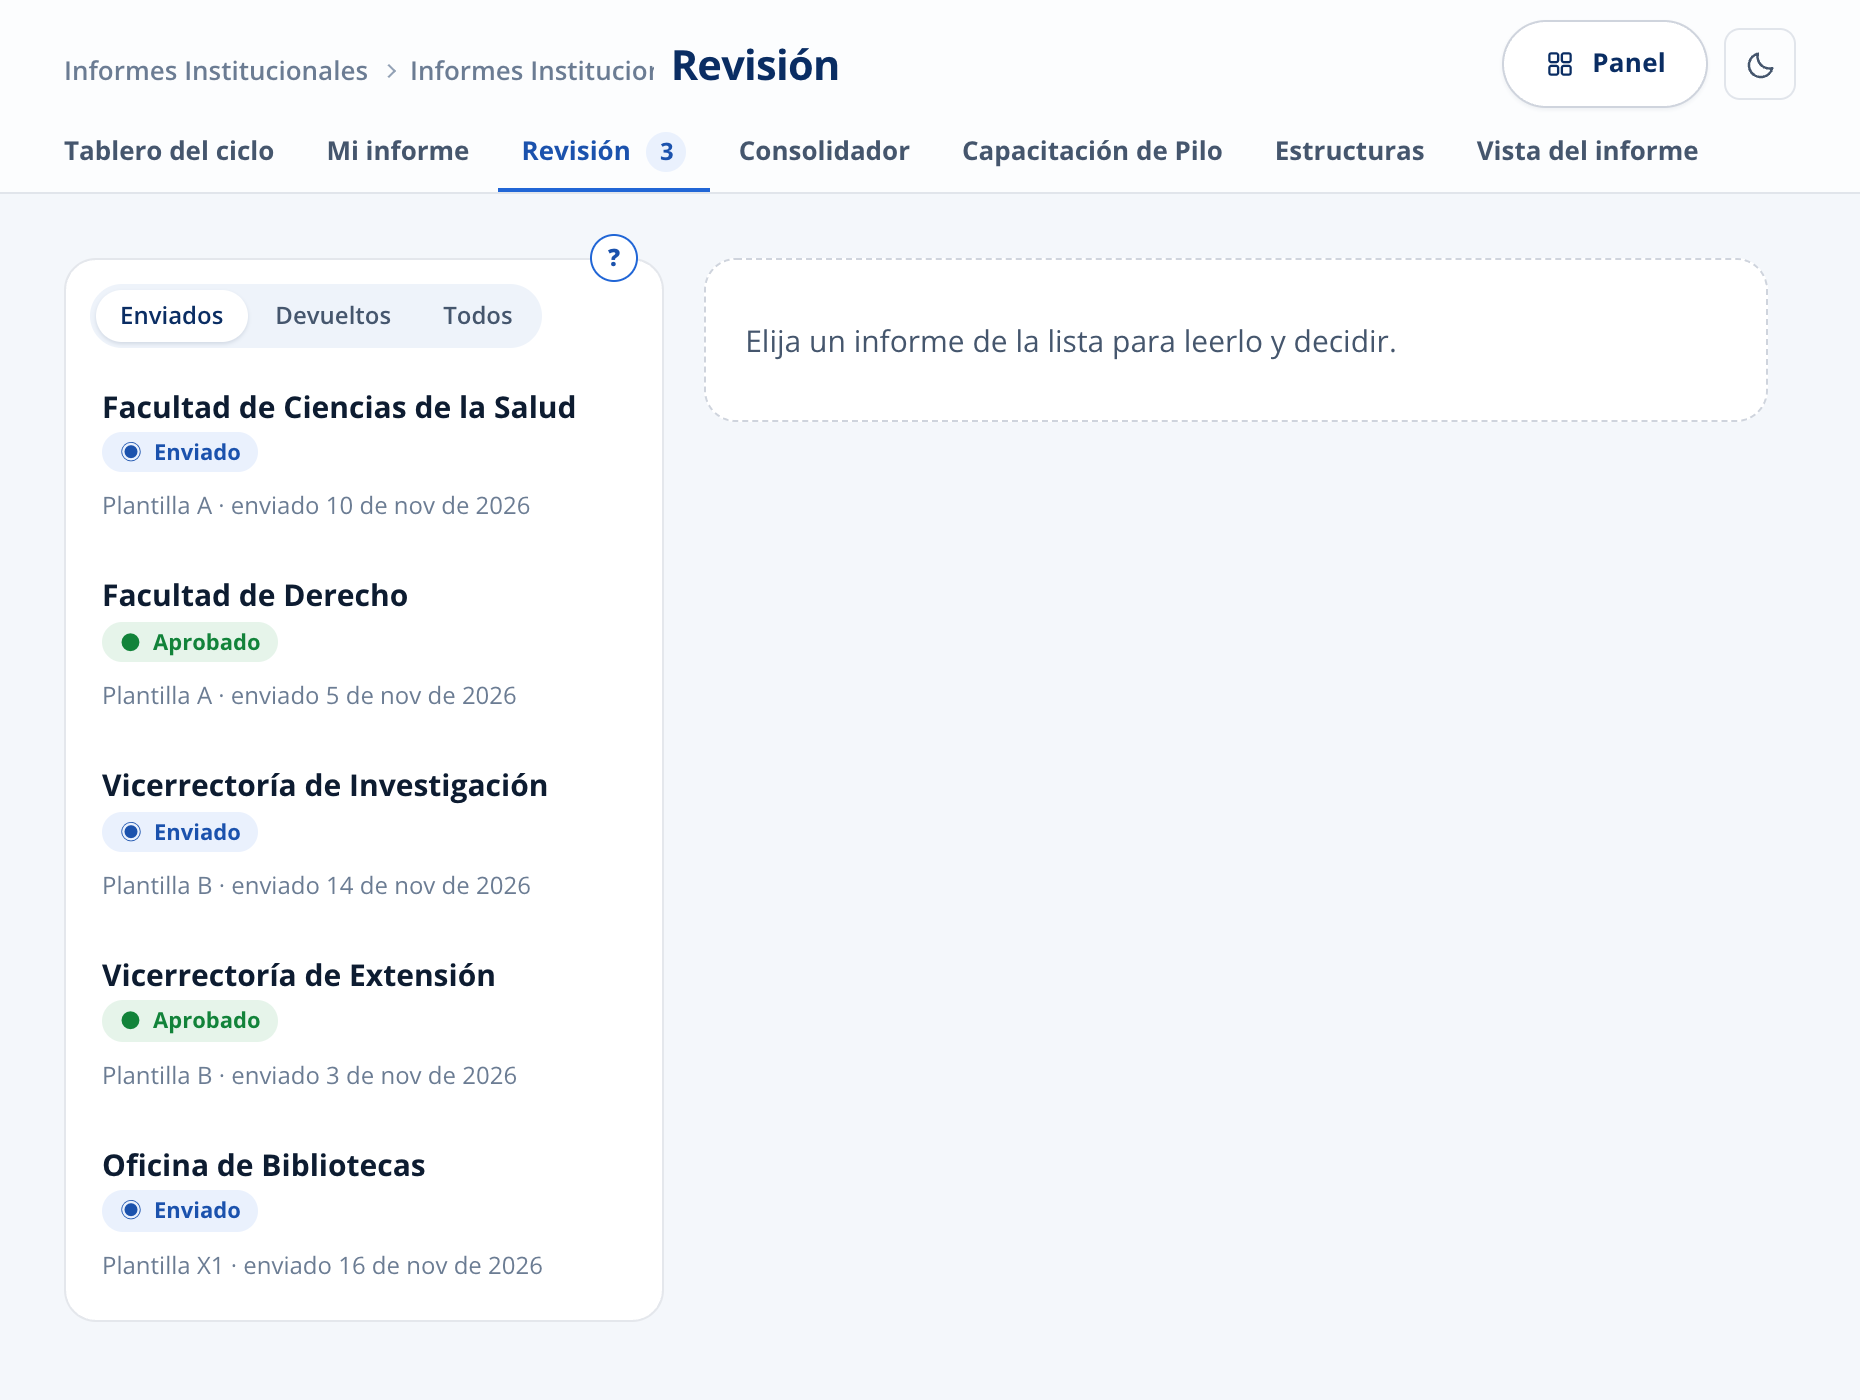 Informes Institucionales > Informes Institucior Revisión
Panel
Tablero del ciclo Mi informe Revisión 3 Consolidador Capacitación de Pilo Estructuras Vista del informe
?
Enviados Devueltos Todos
Facultad de Ciencias de la Salud
Enviado
Plantilla A · enviado 10 de nov de 2026
Facultad de Derecho
Aprobado
Plantilla A · enviado 5 de nov de 2026
Vicerrectoría de Investigación
Enviado
Plantilla B · enviado 14 de nov de 2026
Vicerrectoría de Extensión
Aprobado
Plantilla B · enviado 3 de nov de 2026
Oficina de Bibliotecas
Enviado
Plantilla X1 · enviado 16 de nov de 2026
Elija un informe de la lista para leerlo y decidir.